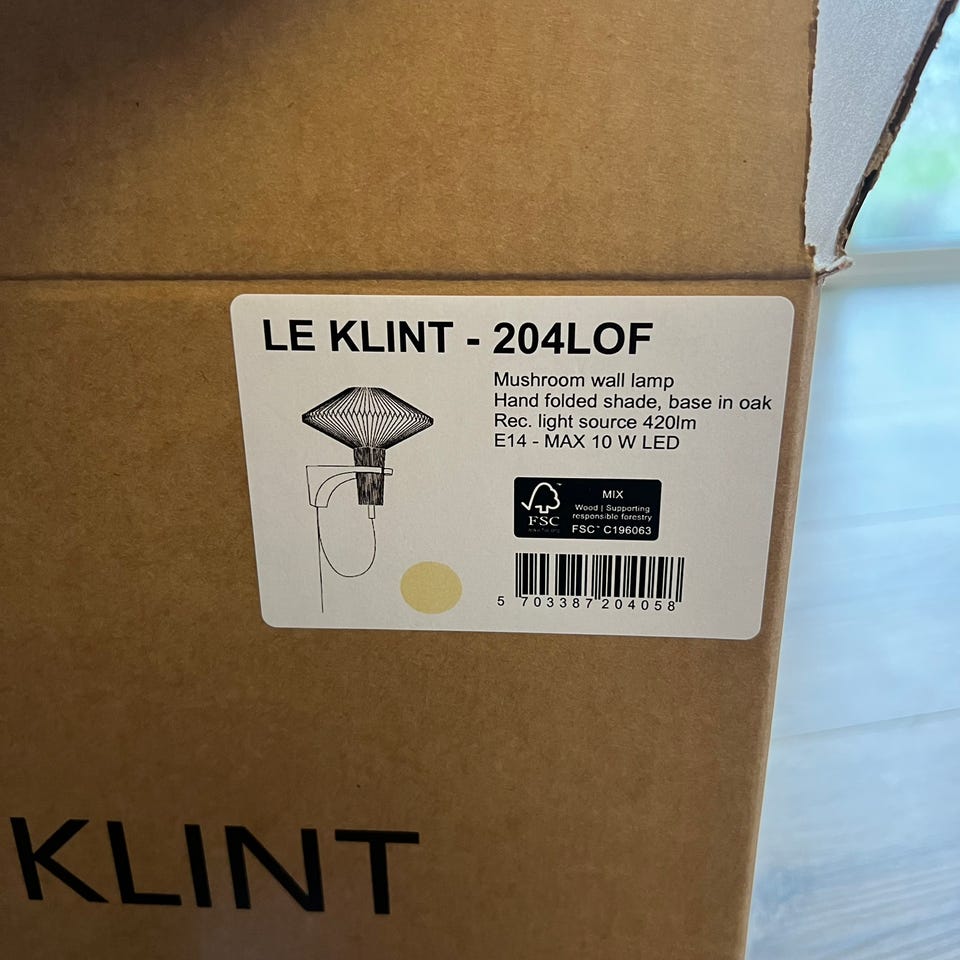 LE KLINT - 204LOF
Mushroom wall lamp
Hand folded shade, base in oak
Rec. light source 420lm
E14 - MAX 10 W LED
FSC
MIX
Wood | Supporting
responsible forestry
FSC™ C196063
5 703387 204058
KLINT